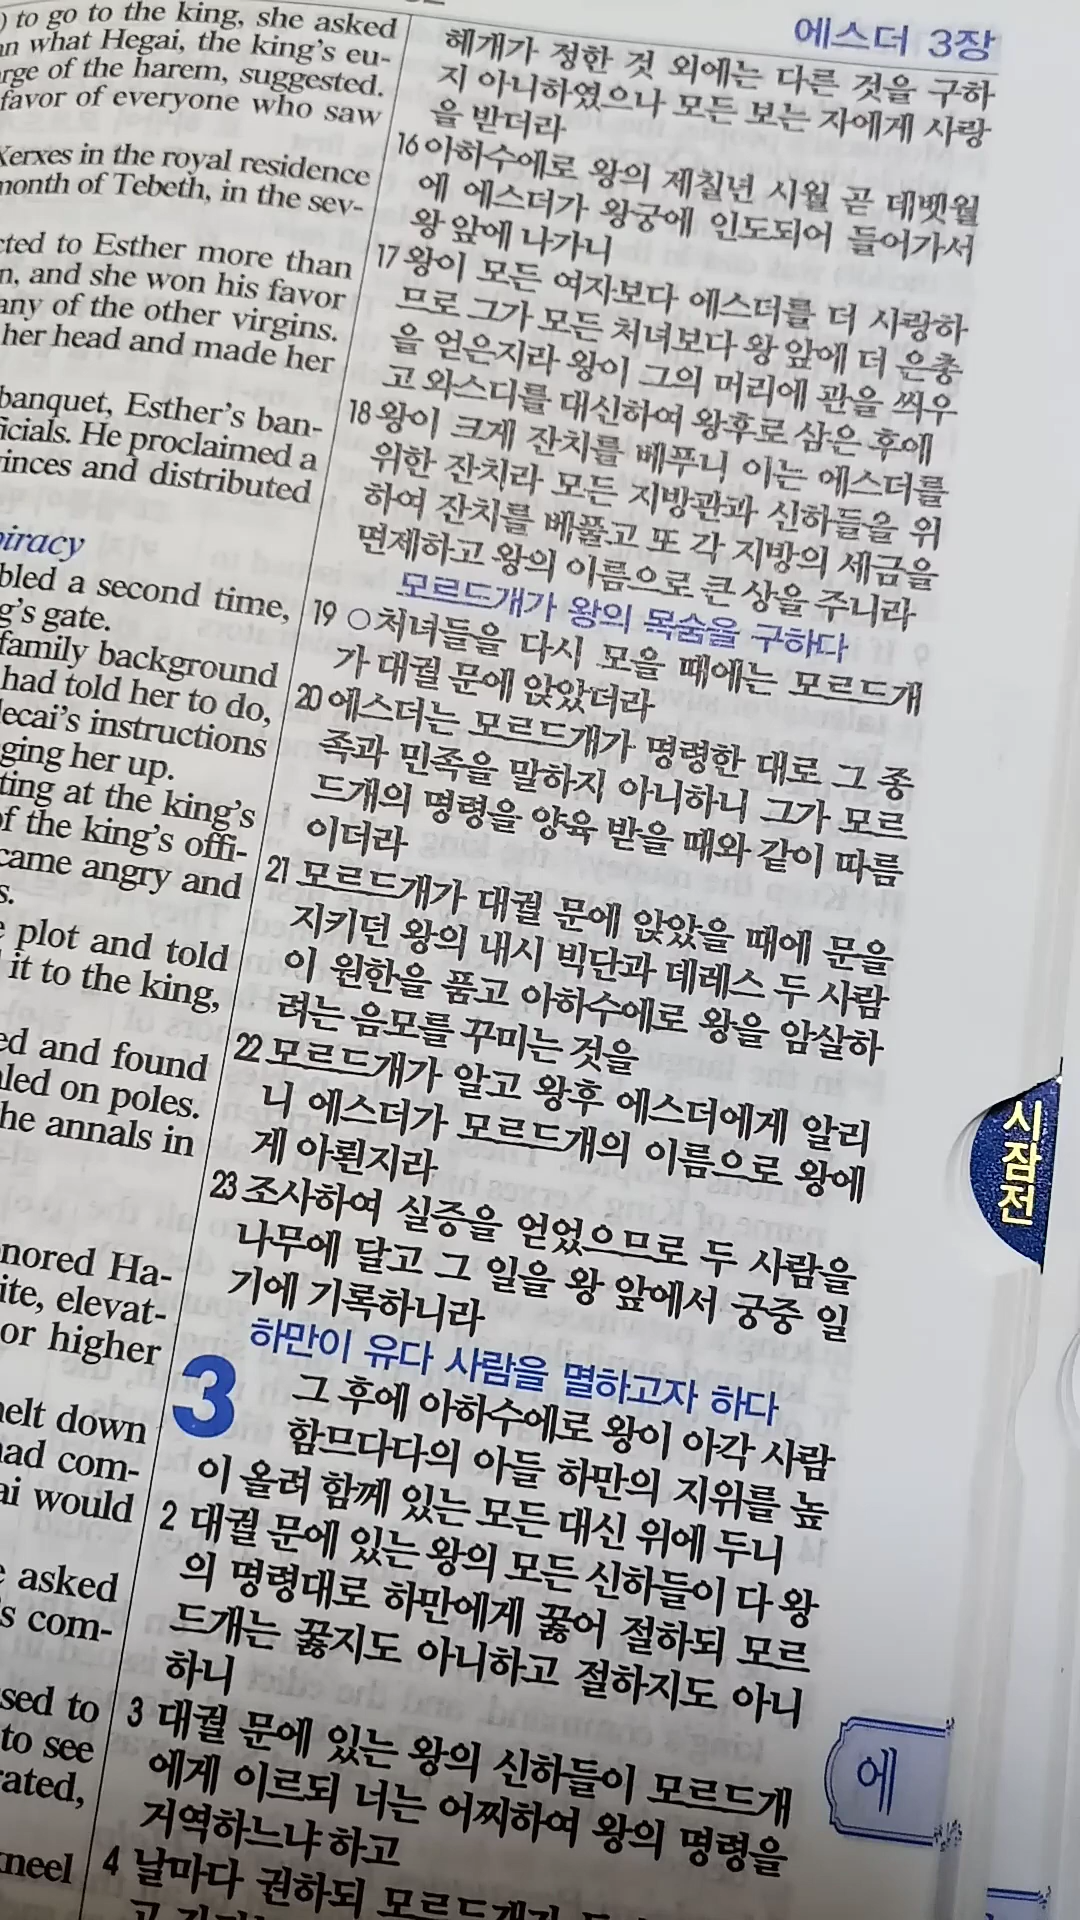 to go to the king, she asked
what Hegai, the king's eu-
of the harem, suggested.
favor of everyone who saw
Xerxes in the royal residence
month of Tebeth, in the sev-
to Esther more than
and she won his favor
any of the other virgins.
her head and made her
banquet, Esther's ban-
He proclaimed a
and distributed
a second time,
gate.
family background
had told her to do,
instructions
her up.
at the king's
of the king's offi-
came angry and
plot and told
it to the king,
and found
on poles.
the annals in
Ha-
elevat-
or higher
down
com-
would
asked
com-
to
to see
kneel
에스더 3장
헤개가 정한 것 외에는 다른 것을 구하
지 아니하였으나 모든 보는 자에게 사랑
을 받더라
16 아하수에로 왕의 제칠년 시월 곧 데벳월
에 에스더가 왕궁에 인도되어 들어가서
왕 앞에 나가니
17 왕이 모든 여자보다 에스더를 더 사랑하
므로 그가 모든 처녀보다 왕 앞에 더 은총
을 얻은지라 왕이 그의 머리에 관을 씌우
고 와스디를 대신하여 왕후로 삼은 후에
18 왕이 크게 잔치를 베푸니 이는 에스더를
위한 잔치라 모든 지방관과 신하들을 위
하여 잔치를 베풀고 또 각 지방의 세금을
면제하고 왕의 이름으로 큰 상을 주니라
모르드개가 왕의 목숨을 구하다
19 ○처녀들을 다시 모을 때에는 모르드개
가 대궐 문에 앉았더라
20 에스더는 모르드개가 명령한 대로 그 종
족과 민족을 말하지 아니하니 그가 모르
드개의 명령을 양육 받을 때와 같이 따름
이더라
21 모르드개가 대궐 문에 앉았을 때에 문을
지키던 왕의 내시 빅단과 데레스 두 사람
이 원한을 품고 아하수에로 왕을 암살하
려는 음모를 꾸미는 것을
22 모르드개가 알고 왕후 에스더에게 알리
니 에스더가 모르드개의 이름으로 왕에
게 아뢴지라
23 조사하여 실증을 얻었으므로 두 사람을
나무에 달고 그 일을 왕 앞에서 궁중 일
기에 기록하니라
하만이 유다 사람을 멸하고자 하다
3 그 후에 아하수에로 왕이 아각 사람
함므다다의 아들 하만의 지위를 높
이 올려 함께 있는 모든 대신 위에 두니
2 대궐 문에 있는 왕의 모든 신하들이 다 왕
의 명령대로 하만에게 꿇어 절하되 모르
드개는 꿇지도 아니하고 절하지도 아니
하니
3 대궐 문에 있는 왕의 신하들이 모르드개
에게 이르되 너는 어찌하여 왕의 명령을
거역하느냐 하고
4 날마다 권하되 모르드개가
시잠전
에